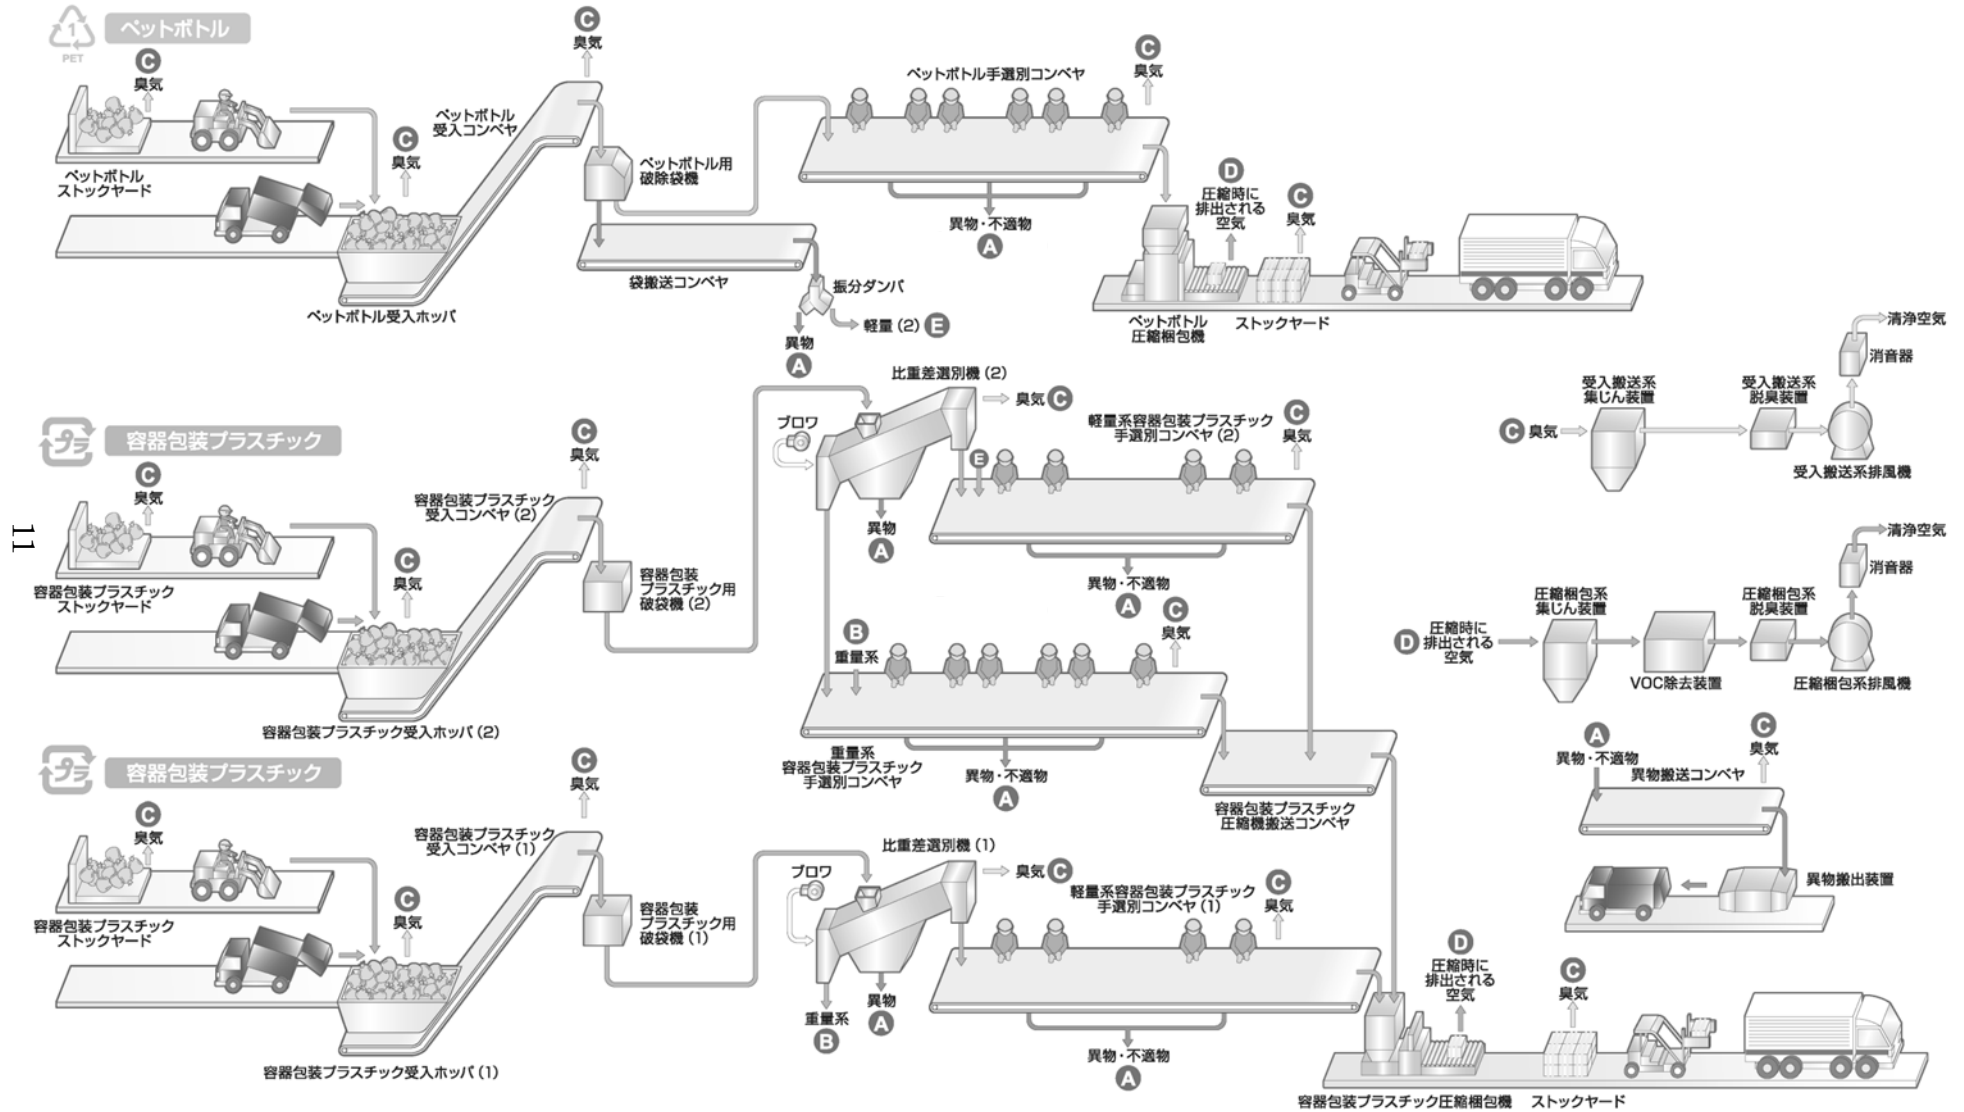 1
PET
ペットボトル
C
臭気
ペットボトル
ストックヤード
C
臭気
ペットボトル受入ホッパ
ペットボトル
受入コンベヤ
C
臭気
ペットボトル用
破除袋機
袋搬送コンベヤ
振分ダンパ
軽量(2) E
異物
A
ペットボトル手選別コンベヤ
C
臭気
異物・不適物
A
D
圧縮時に
排出される
空気
C
臭気
ペットボトル
圧縮梱包機
ストックヤード
プラ
容器包装プラスチック
C
臭気
容器包装プラスチック
ストックヤード
C
臭気
容器包装プラスチック受入ホッパ(2)
容器包装プラスチック
受入コンベヤ(2)
C
臭気
容器包装
プラスチック用
破袋機(2)
ブロワ
比重差選別機(2)
臭気 C
異物
A
E
軽量系容器包装プラスチック
手選別コンベヤ(2)
C
臭気
異物・不適物
A
B
重量系
C
臭気
重量系
容器包装プラスチック
手選別コンベヤ
異物・不適物
A
容器包装プラスチック
圧縮機搬送コンベヤ
プラ
容器包装プラスチック
C
臭気
容器包装プラスチック
ストックヤード
C
臭気
容器包装プラスチック受入ホッパ(1)
容器包装プラスチック
受入コンベヤ(1)
C
臭気
容器包装
プラスチック用
破袋機(1)
ブロワ
比重差選別機(1)
臭気 C
重量系
B
異物
A
軽量系容器包装プラスチック
手選別コンベヤ(1)
C
臭気
異物・不適物
A
D
圧縮時に
排出される
空気
C
臭気
容器包装プラスチック圧縮梱包機
ストックヤード
C 臭気
受入搬送系
集じん装置
受入搬送系
脱臭装置
受入搬送系排風機
消音器
清浄空気
D
圧縮時に
排出される
空気
圧縮梱包系
集じん装置
VOC除去装置
圧縮梱包系
脱臭装置
圧縮梱包系排風機
消音器
清浄空気
A
異物・不適物
異物搬送コンベヤ
C
臭気
異物搬出装置
11